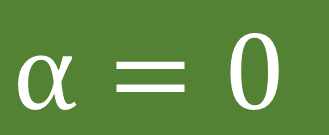 α = 0